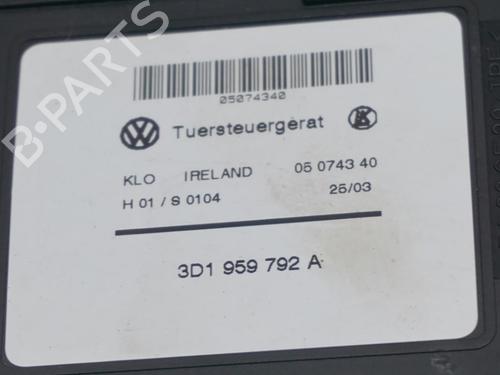 B-PARTS
05074340
Tuersteuergerat
KLO IRELAND 05 0743 40
H 01 / S 0104 25/03
3D1 959 792 A